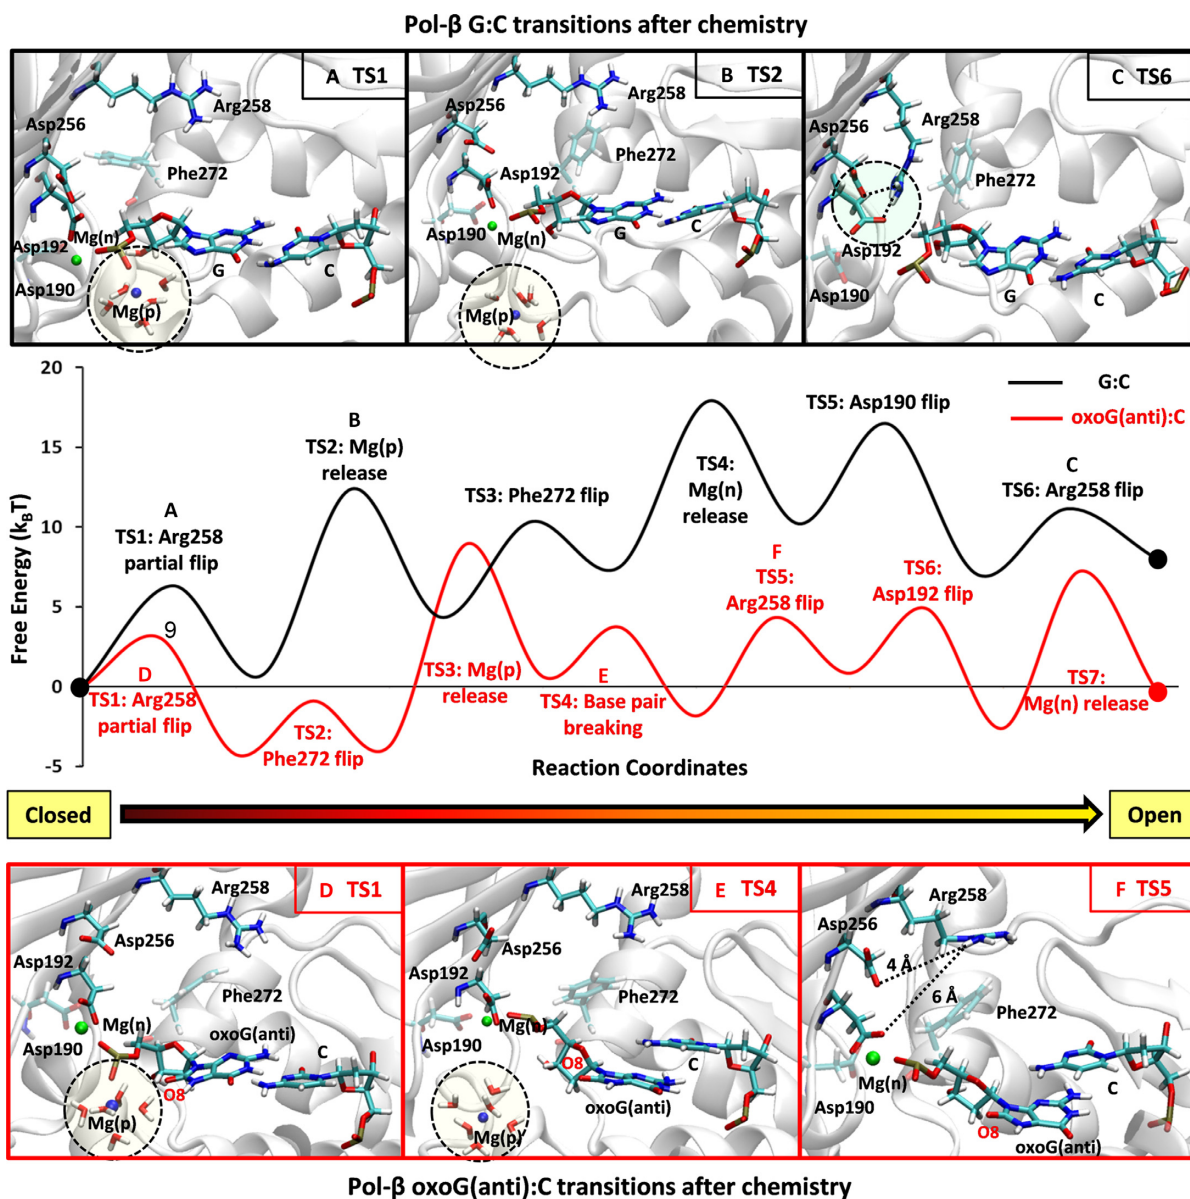 Pol-β G:C transitions after chemistry
A TS1
Arg258
Asp256
Phe272
Asp192
Mg(n)
G
C
Asp190
Mg(p)
B TS2
Arg258
Asp256
Phe272
Asp192
Asp190
Mg(n)
G
C
Mg(p)
C TS6
Arg258
Asp256
Phe272
Asp192
Asp190
G
C
Free Energy (kBT)
20
15
10
5
0
-5
G:C
oxoG(anti):C
A
TS1: Arg258
partial flip
B
TS2: Mg(p)
release
TS3: Phe272 flip
TS4:
Mg(n)
release
TS5: Asp190 flip
C
TS6: Arg258 flip
9
D
TS1: Arg258
partial flip
TS2:
Phe272 flip
TS3: Mg(p)
release
E
TS4: Base pair
breaking
F
TS5:
Arg258 flip
TS6:
Asp192 flip
TS7:
Mg(n) release
Reaction Coordinates
Closed
Open
D TS1
Arg258
Asp256
Asp192
Phe272
Mg(n)
oxoG(anti)
Asp190
C
O8
Mg(p)
E TS4
Arg258
Asp256
Asp192
Phe272
Mg(n)
Asp190
O8
C
oxoG(anti)
Mg(p)
F TS5
Arg258
Asp256
4 Å
6 Å
Phe272
Mg(n)
Asp190
C
O8
oxoG(anti)
Pol-β oxoG(anti):C transitions after chemistry